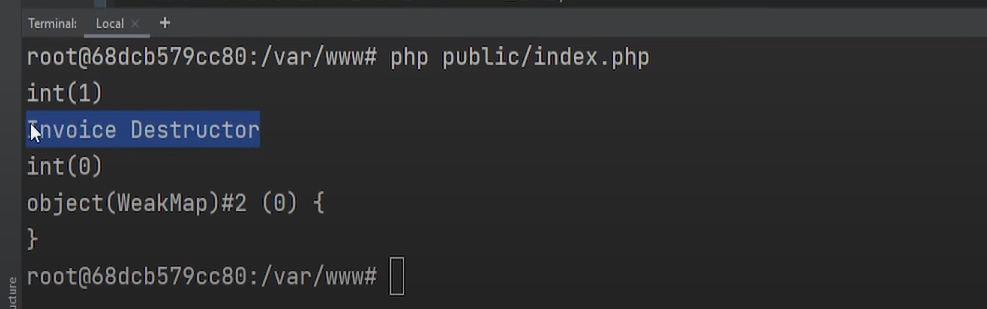 Terminal: Local × +
root@68dcb579cc80:/var/www# php public/index.php
int(1)
Invoice Destructor
int(0)
object(WeakMap)#2 (0) {
}
root@68dcb579cc80:/var/www#
ucture